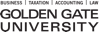 BUSINESS | TAXATION | ACCOUNTING | LAW
GOLDEN GATE
UNIVERSITY